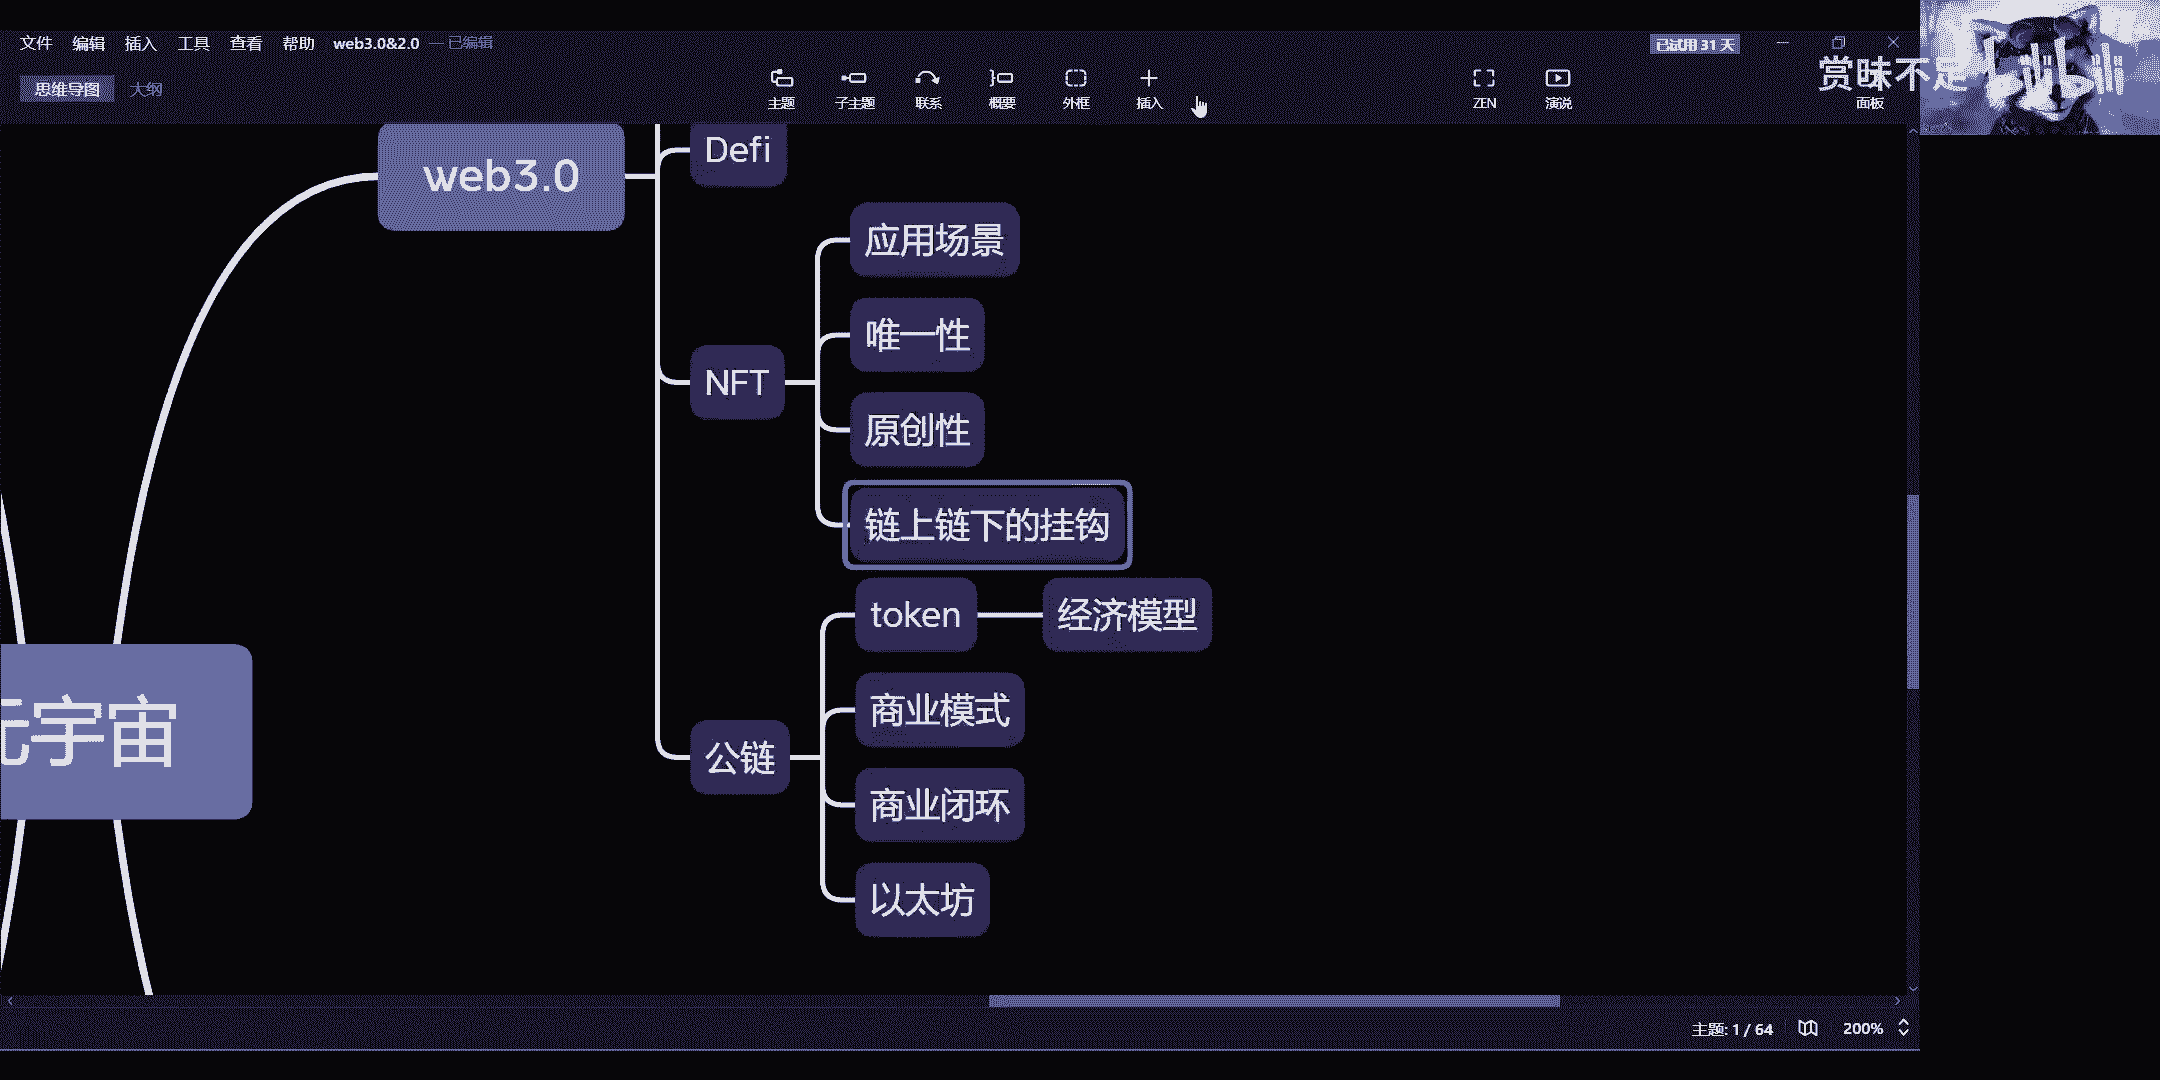 文件 编辑 插入 工具 查看 帮助 web3.0&2.0 — 已编辑
已试用 31 天
思维导图 大纲
主题 子主题 联系 概要 外框 插入
ZEN 演说 面板
赏味不足
web3.0
Defi
NFT
应用场景
唯一性
原创性
链上链下的挂钩
公链
token 经济模型
商业模式
商业闭环
以太坊
元宇宙
主题: 1 / 64 200%